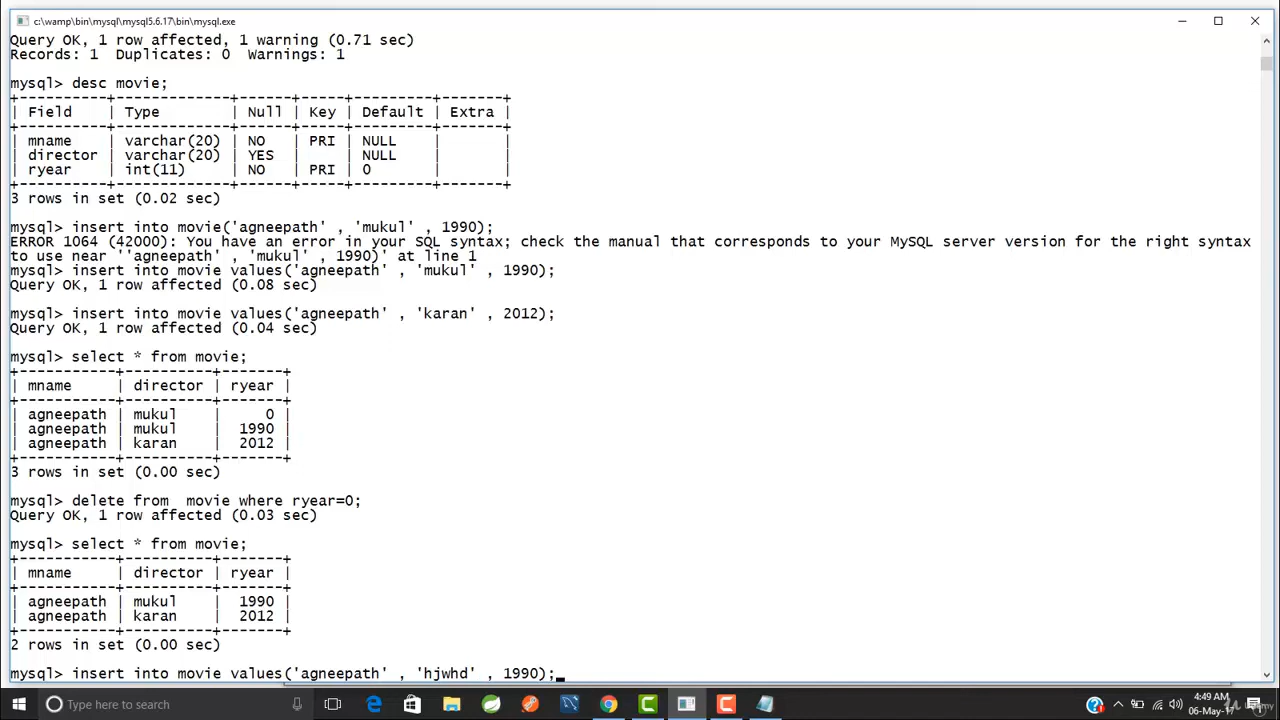 c:\wamp\bin\mysql\mysql5.6.17\bin\mysql.exe
Query OK, 1 row affected, 1 warning (0.71 sec)
Records: 1  Duplicates: 0  Warnings: 1
mysql> desc movie;
+----------+-------------+------+-----+---------+-------+
| Field    | Type        | Null | Key | Default | Extra |
+----------+-------------+------+-----+---------+-------+
| mname    | varchar(20) | NO   | PRI | NULL    |       |
| director | varchar(20) | YES  |     | NULL    |       |
| ryear    | int(11)     | NO   | PRI | 0       |       |
+----------+-------------+------+-----+---------+-------+
3 rows in set (0.02 sec)
mysql> insert into movie('agneepath' , 'mukul' , 1990);
ERROR 1064 (42000): You have an error in your SQL syntax; check the manual that corresponds to your MySQL server version for the right syntax
to use near ''agneepath' , 'mukul' , 1990)' at line 1
mysql> insert into movie values('agneepath' , 'mukul' , 1990);
Query OK, 1 row affected (0.08 sec)
mysql> insert into movie values('agneepath' , 'karan' , 2012);
Query OK, 1 row affected (0.04 sec)
mysql> select * from movie;
+-----------+----------+-------+
| mname     | director | ryear |
+-----------+----------+-------+
| agneepath | mukul    |     0 |
| agneepath | mukul    |  1990 |
| agneepath | karan    |  2012 |
+-----------+----------+-------+
3 rows in set (0.00 sec)
mysql> delete from  movie where ryear=0;
Query OK, 1 row affected (0.03 sec)
mysql> select * from movie;
+-----------+----------+-------+
| mname     | director | ryear |
+-----------+----------+-------+
| agneepath | mukul    |  1990 |
| agneepath | karan    |  2012 |
+-----------+----------+-------+
2 rows in set (0.00 sec)
mysql> insert into movie values('agneepath' , 'hjwhd' , 1990);
Type here to search
4:49 AM